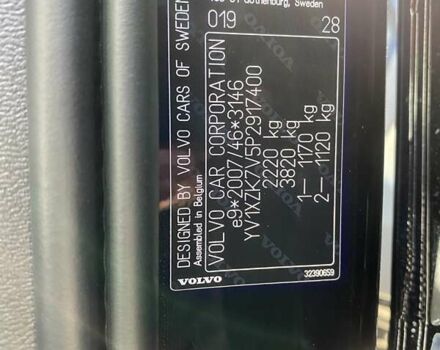 Gothenburg, Sweden
019 28
DESIGNED BY VOLVO CARS OF SWEDEN
Assembled in Belgium
VOLVO CAR CORPORATION
e9*2007/46*3146
YV1XZK7V5P2917400
2220 kg
3820 kg
1— 1170 kg
2— 1120 kg
VOLVO
32390659